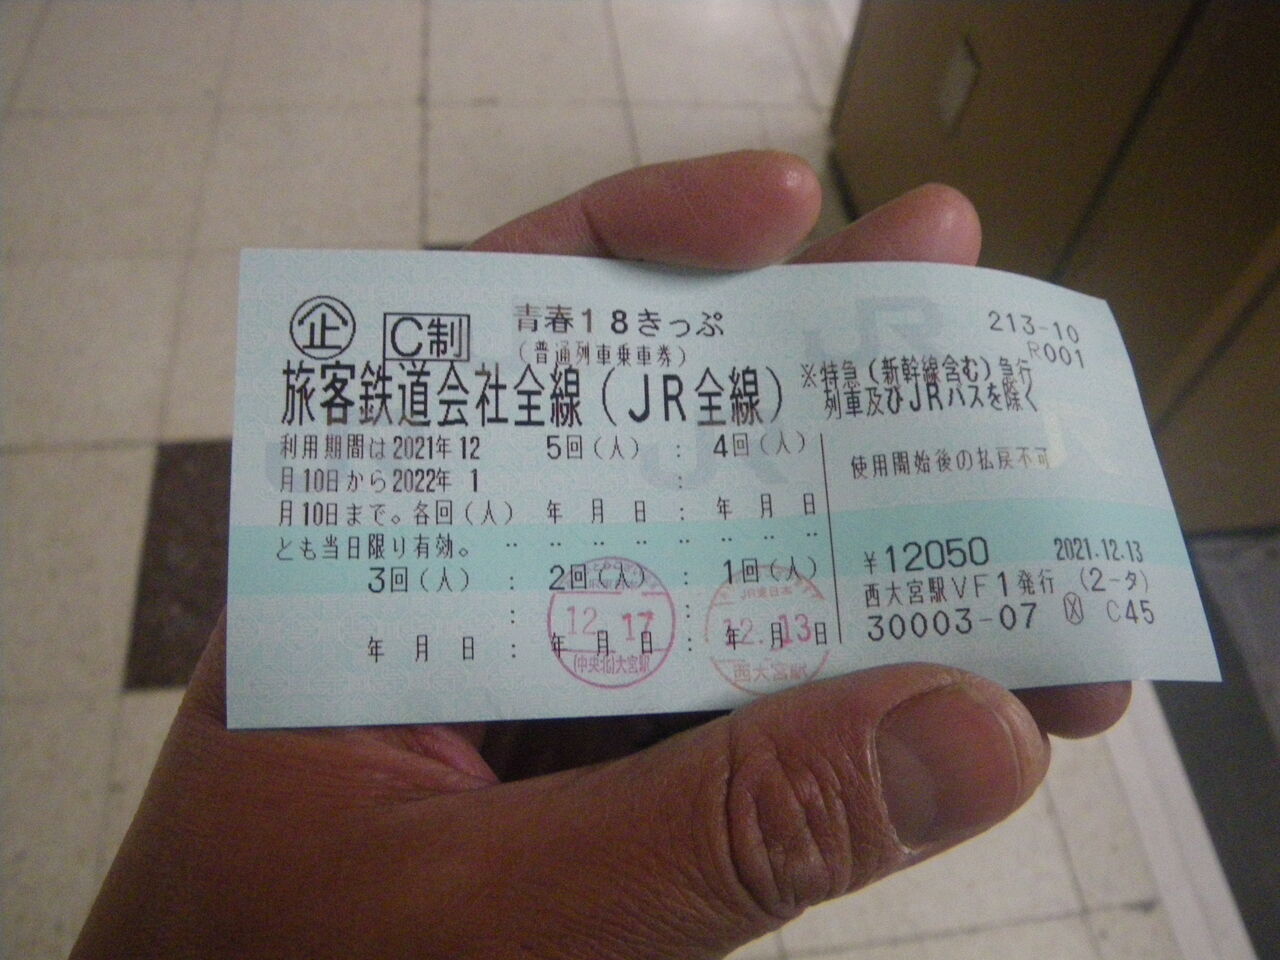 企 C制 青春18きっぷ
213-10
(普通列車乗車券)
R001
旅客鉄道会社全線(JR全線)
※特急(新幹線含む)急行
列車及びJRバスを除く
利用期間は2021年12
月10日から2022年 1
月10日まで。各回(人)
とも当日限り有効。
5回(人) : 4回(人)
年 月 日 : 年 月 日
3回(人) : 2回(人) : 1回(人)
年 月 日 : 年 月 日 : 年 月 日
12.17
(中央北)大宮駅
JR東日本
12.13
西大宮駅
使用開始後の払戻不可
¥12050 2021.12.13
西大宮駅VF1発行 (2-タ)
30003-07 C45